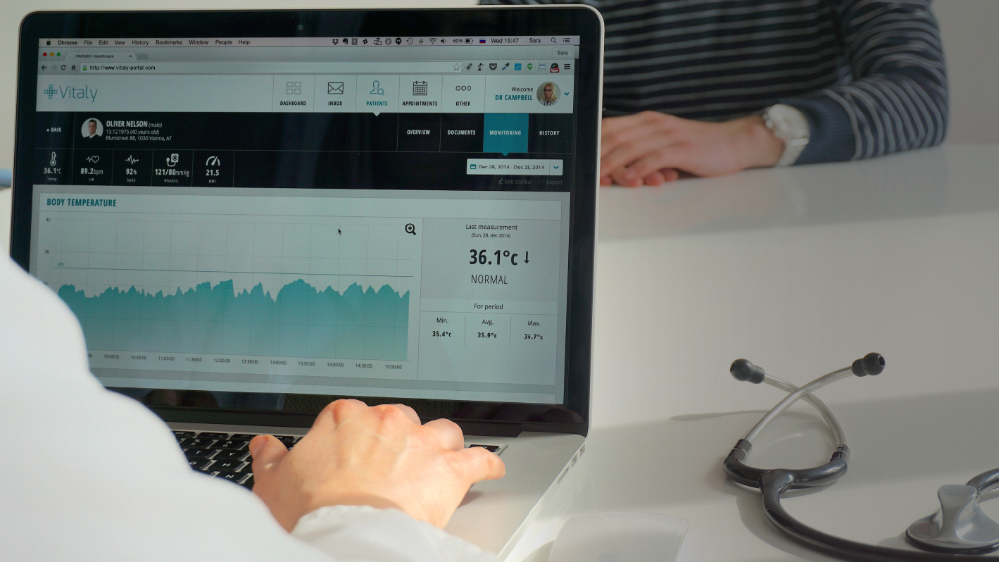 Chrome File Edit View History Bookmarks Window People Help 60% Wed 15:47 Sara
PARSEK Healthcare
Sara
http://www.vitaly-portal.com
New
Vitaly
DASHBOARD INBOX PATIENTS APPOINTMENTS OTHER
Welcome
DR CAMPBELL
« BACK
OLIVER NELSON (male)
13.12.1975 (40 years old)
Blumstreet 88, 1030 Vienna, AT
OVERVIEW DOCUMENTS MONITORING HISTORY
36.1°C 89.2bpm 92% 121/80mmHg 21.5
Temp. HR SpO2 Blood p. BMI
Dec 28, 2014 - Dec 28, 2014
Edit toolbar Export
BODY TEMPERATURE
40
38
37°C
10:00:00 10:30:00 11:00:00 11:30:00 12:00:00 12:30:00 13:00:00 13:30:00 14:00:00 14:30:00 15:00:00
Last measurement
(Sun, 28. dec 2014)
36.1°c ↓
NORMAL
For period
Min. Avg. Max.
35.4°c 35.9°c 36.7°c